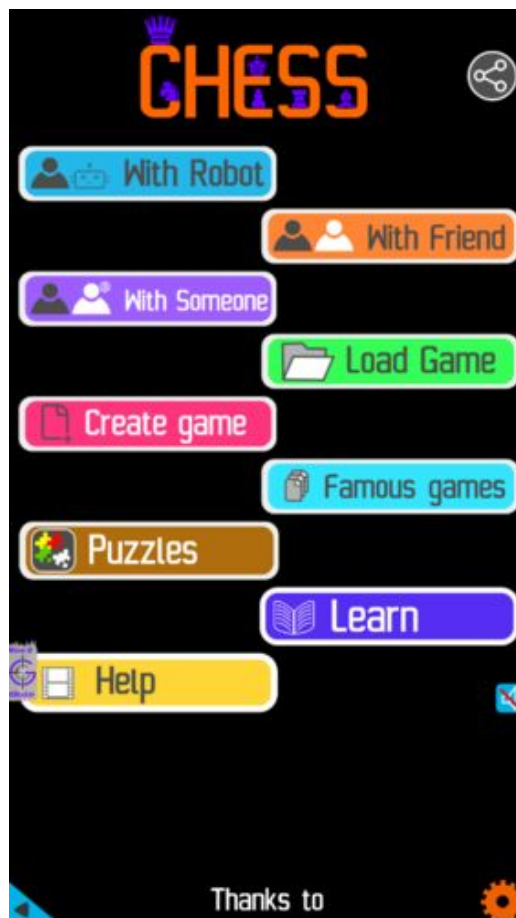 CHESS
With Robot
With Friend
With Someone
Load Game
Create game
Famous games
Puzzles
Learn
Help
Thanks to